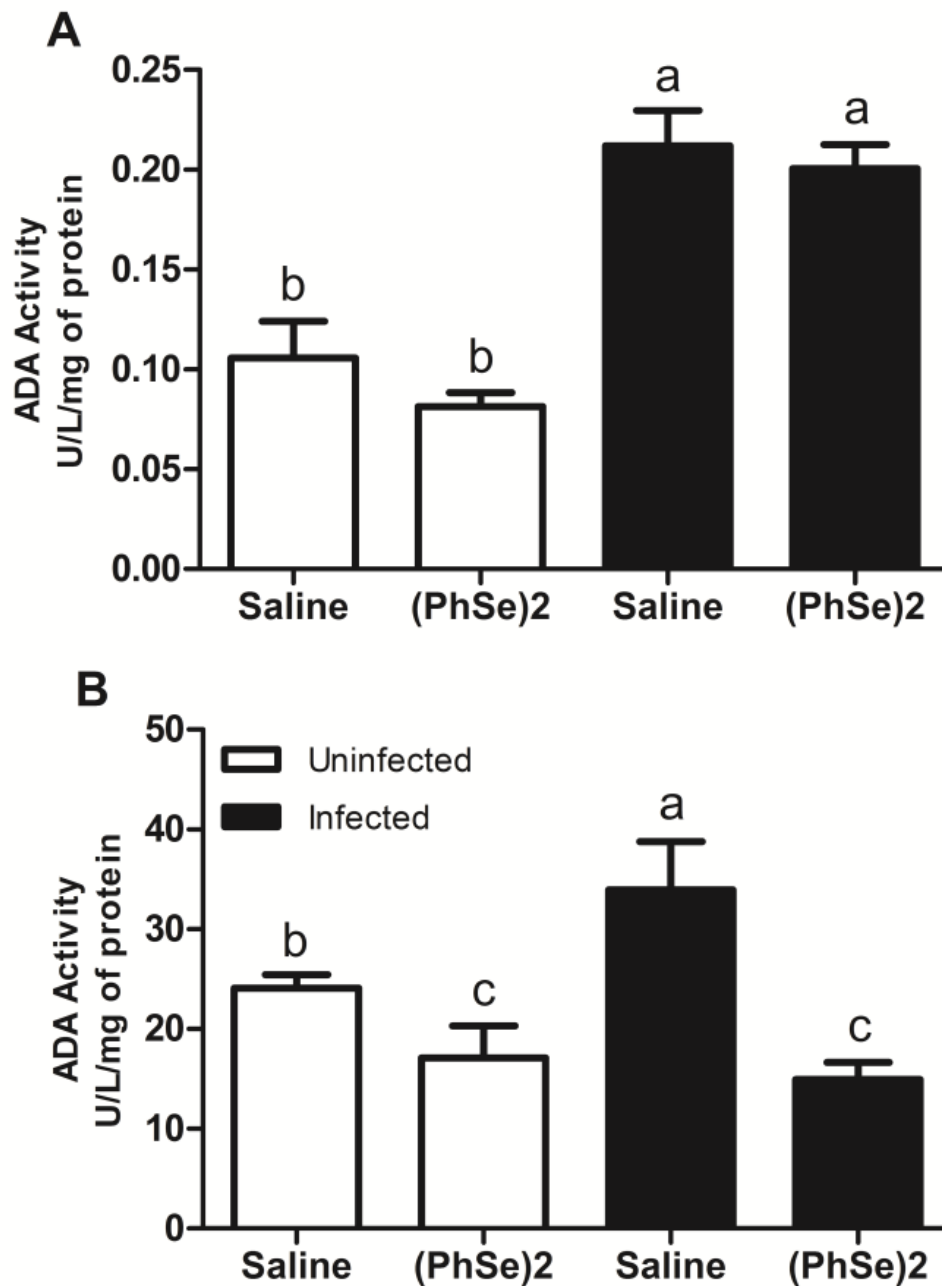 A
ADA Activity
U/L/mg of protein
0.25
0.20
0.15
0.10
0.05
0.00
b
b
a
a
Saline
(PhSe)2
Saline
(PhSe)2
B
ADA Activity
U/L/mg of protein
50
40
30
20
10
0
Uninfected
Infected
b
c
a
c
Saline
(PhSe)2
Saline
(PhSe)2